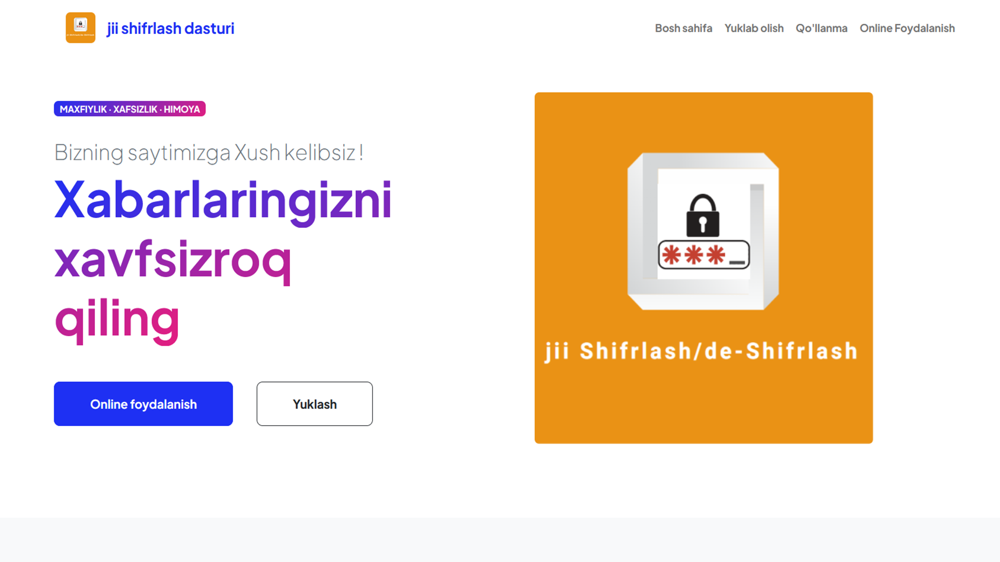 jii shifrlash dasturi
Bosh sahifa
Yuklab olish
Qo'llanma
Online Foydalanish
MAXFIYLIK · XAFSIZLIK · HIMOYA
Bizning saytimizga Xush kelibsiz !
Xabarlaringizni
xavfsizroq
qiling
Online foydalanish
Yuklash
jii Shifrlash/de-Shifrlash